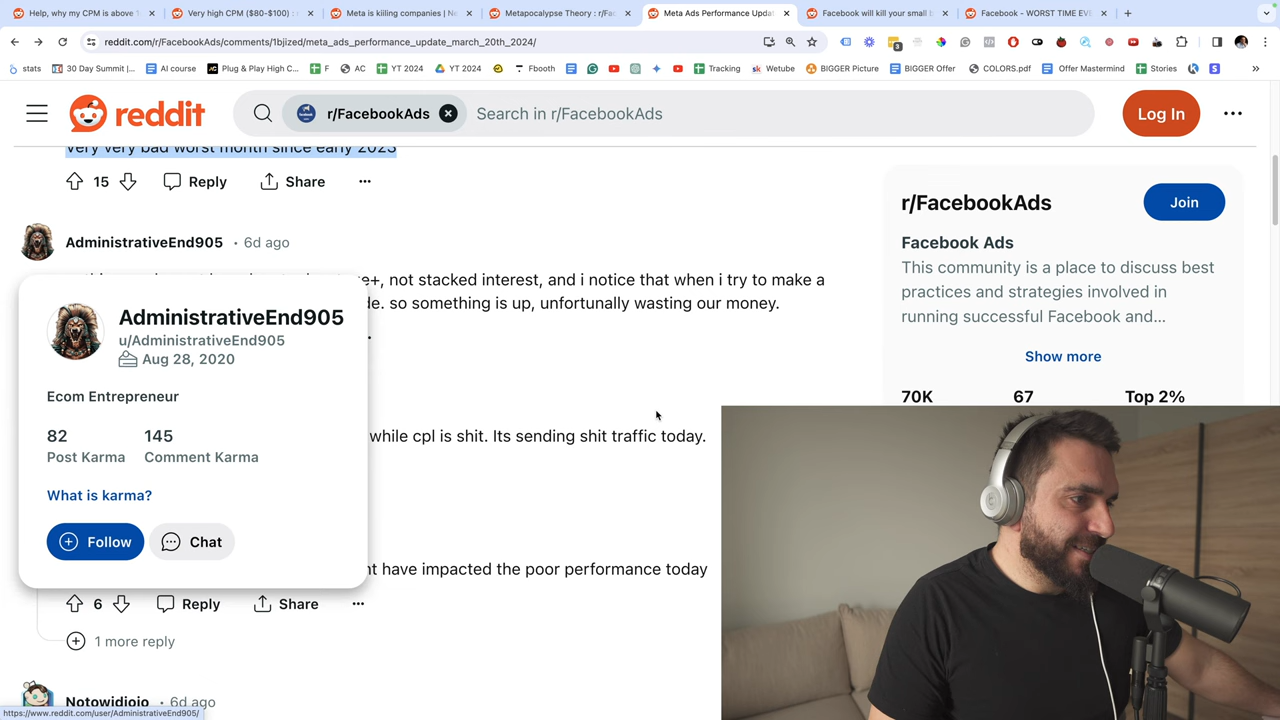 Help, why my CPM is above 1
Very high CPM ($80-$100) :
Meta is killing companies | Ne
Metapocalypse Theory : r/Fac
Meta Ads Performance Updat
Facebook will kill your small b
Facebook - WORST TIME EVE
reddit.com/r/FacebookAds/comments/1bjized/meta_ads_performance_update_march_20th_2024/
stats
30 Day Summit |...
AI course
Plug & Play High C...
F
AC
YT 2024
YT 2024
Fbooth
Tracking
Wetube
BIGGER Picture
BIGGER Offer
COLORS.pdf
Offer Mastermind
Stories
reddit
r/FacebookAds
Search in r/FacebookAds
Log In
Very very bad worst month since early 2023
15
Reply
Share
AdministrativeEnd905 • 6d ago
e+, not stacked interest, and i notice that when i try to make a
de. so something is up, unfortunally wasting our money.
AdministrativeEnd905
u/AdministrativeEnd905
Aug 28, 2020
Ecom Entrepreneur
82
145
Post Karma
Comment Karma
What is karma?
Follow
Chat
while cpl is shit. Its sending shit traffic today.
nt have impacted the poor performance today
6
Reply
Share
1 more reply
Notowidjojo • 6d ago
https://www.reddit.com/user/AdministrativeEnd905/
r/FacebookAds
Join
Facebook Ads
This community is a place to discuss best
practices and strategies involved in
running successful Facebook and...
Show more
70K
67
Top 2%